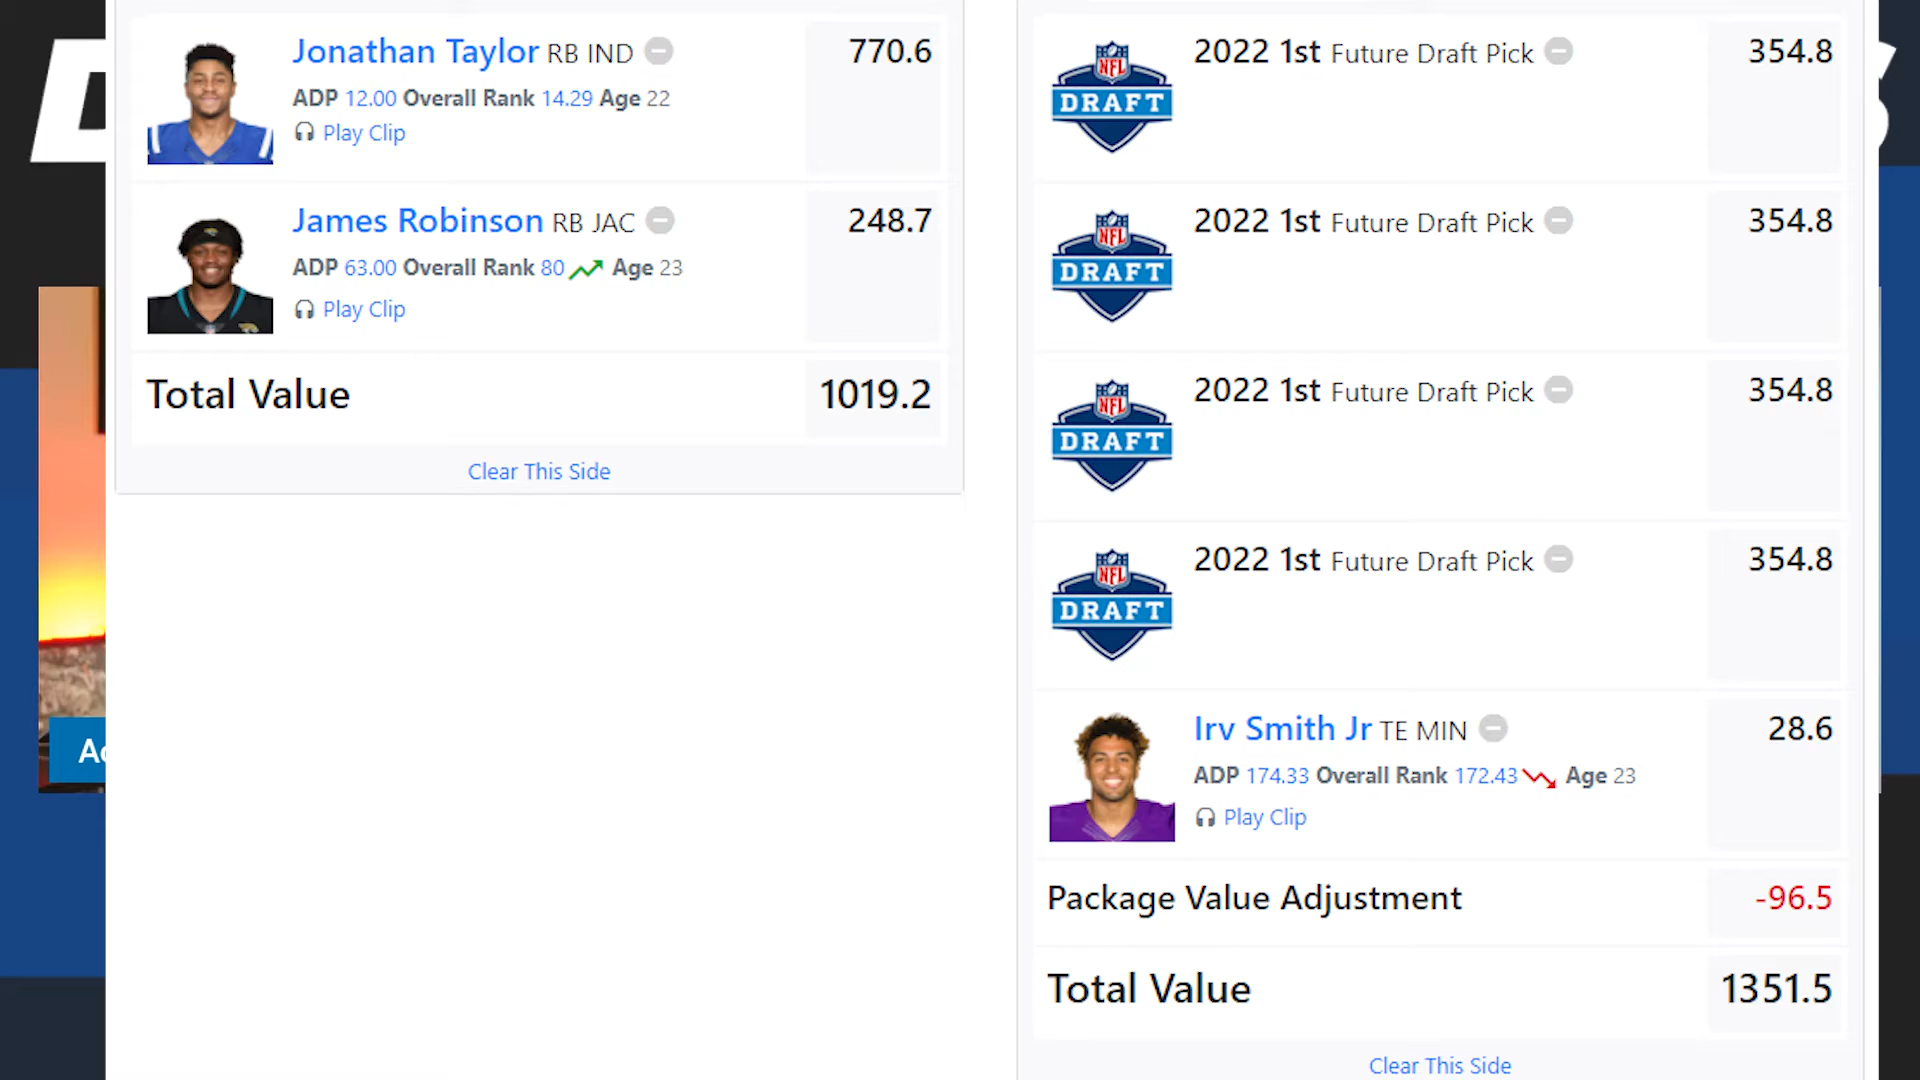 Jonathan Taylor RB IND
770.6
ADP 12.00 Overall Rank 14.29 Age 22
Play Clip
James Robinson RB JAC
248.7
ADP 63.00 Overall Rank 80 Age 23
Play Clip
Total Value
1019.2
Clear This Side
NFL
DRAFT
2022 1st Future Draft Pick
354.8
NFL
DRAFT
2022 1st Future Draft Pick
354.8
NFL
DRAFT
2022 1st Future Draft Pick
354.8
NFL
DRAFT
2022 1st Future Draft Pick
354.8
Irv Smith Jr TE MIN
28.6
ADP 174.33 Overall Rank 172.43 Age 23
Play Clip
Package Value Adjustment
-96.5
Total Value
1351.5
Clear This Side